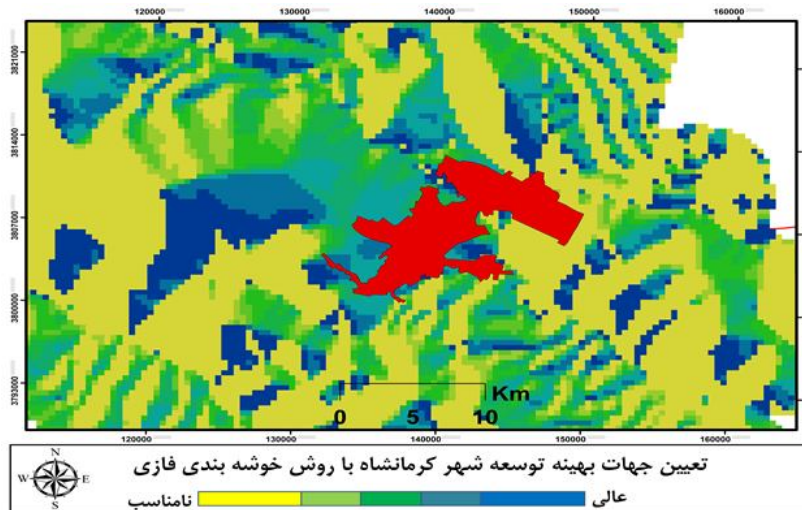 120000 130000 140000 150000 160000
3821000
3814000
3807000
3800000
3793000
Km
0 5 10
120000 130000 140000 150000 160000
تعیین جهات بهینه توسعه شهر کرمانشاه با روش خوشه بندی فازی
N
W E
S
نامناسب عالی